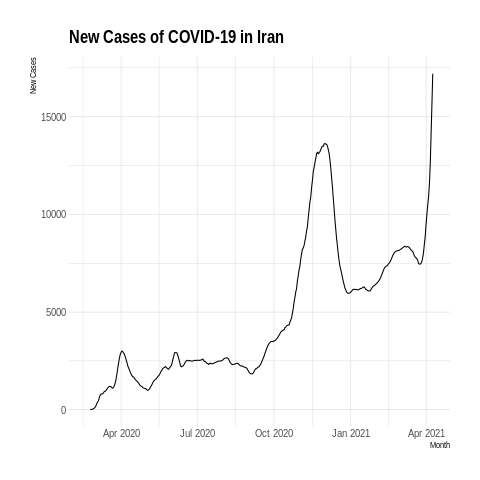 New Cases of COVID-19 in Iran
New Cases
15000
10000
5000
0
Apr 2020 Jul 2020 Oct 2020 Jan 2021 Apr 2021
Month